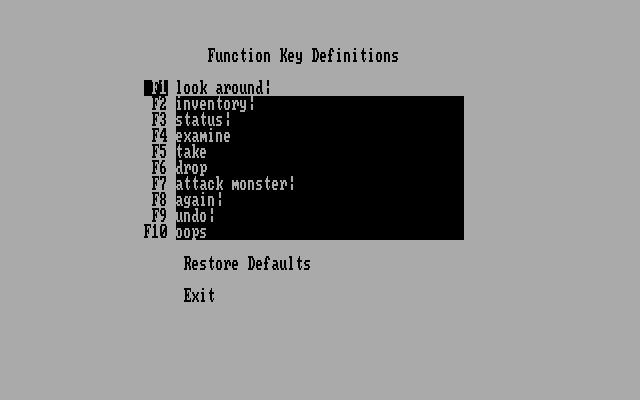 Function Key Definitions
F1 look around¦
F2 inventory¦
F3 status¦
F4 examine
F5 take
F6 drop
F7 attack monster¦
F8 again¦
F9 undo¦
F10 oops
Restore Defaults
Exit